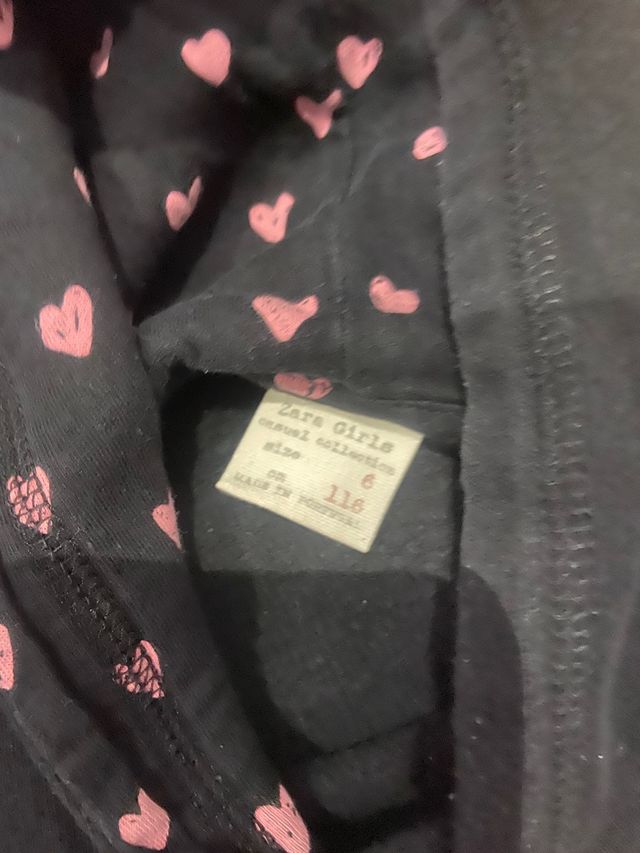 Zara Girls
casual collection
size 6
cm 116
MADE IN PORTUGAL